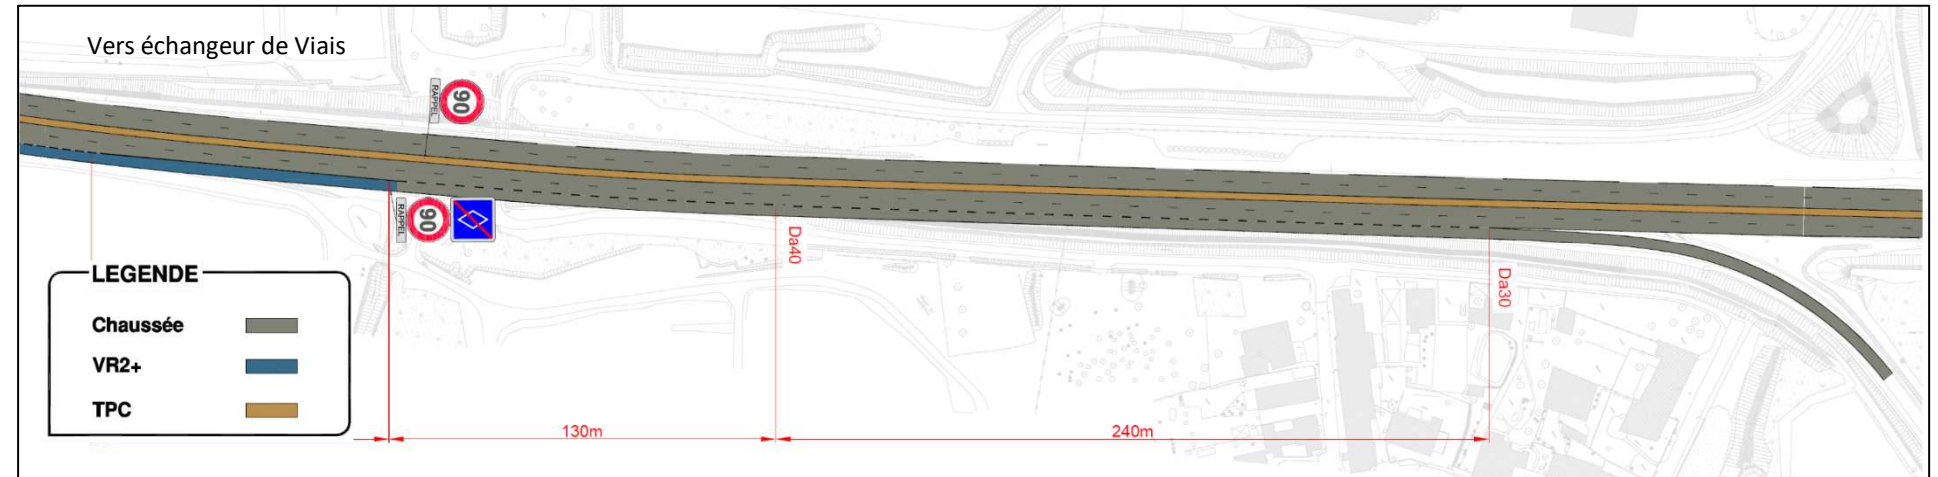 Vers échangeur de Viais
RAPPEL
90
RAPPEL
90
Da40
Da30
LEGENDE
Chaussée
VR2+
TPC
130m
240m